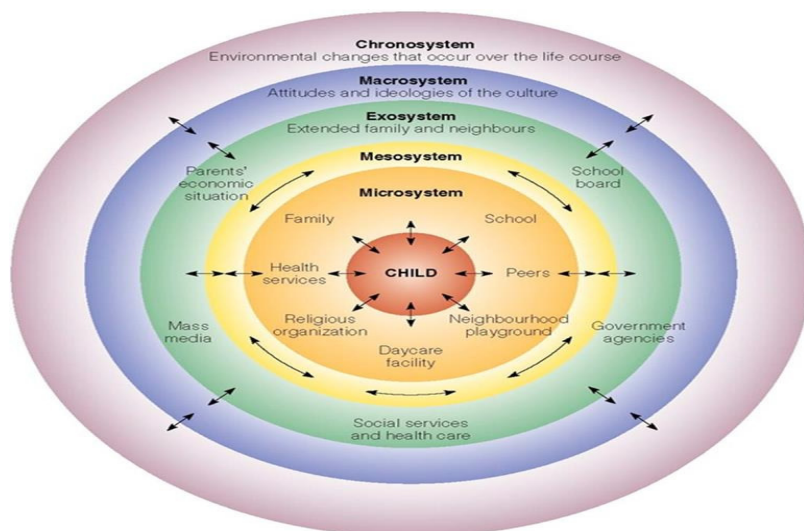 Chronosystem
Environmental changes that occur over the life course
Macrosystem
Attitudes and ideologies of the culture
Exosystem
Extended family and neighbours
Mesosystem
Parents'
economic
situation
School
board
Microsystem
Family
School
Health
services
CHILD
Peers
Religious
organization
Neighbourhood
playground
Mass
media
Government
agencies
Daycare
facility
Social services
and health care